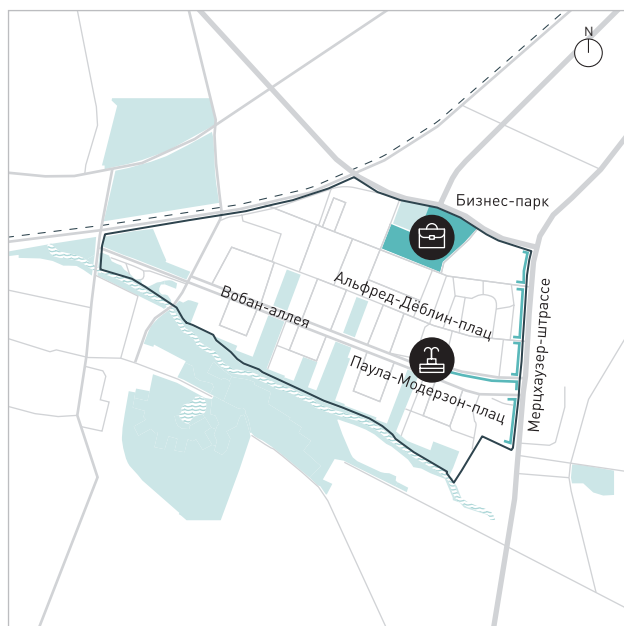 N
Бизнес-парк
Альфред-Дёблин-плац
Вобан-аллея
Паула-Модерзон-плац
Мерцхаузер-штрассе